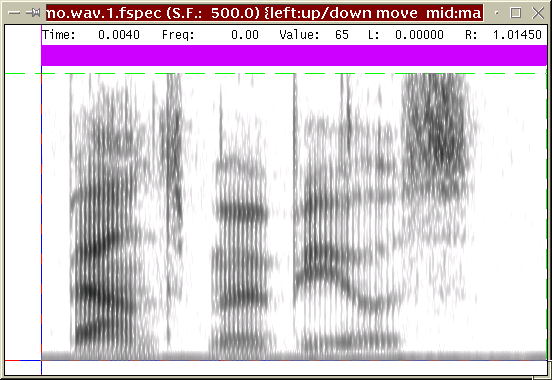 mo.wav.1.fspec (S.F.: 500.0) {left:up/down move mid:ma
Time: 0.0040 Freq: 0.00 Value: 65 L: 0.00000 R: 1.01450